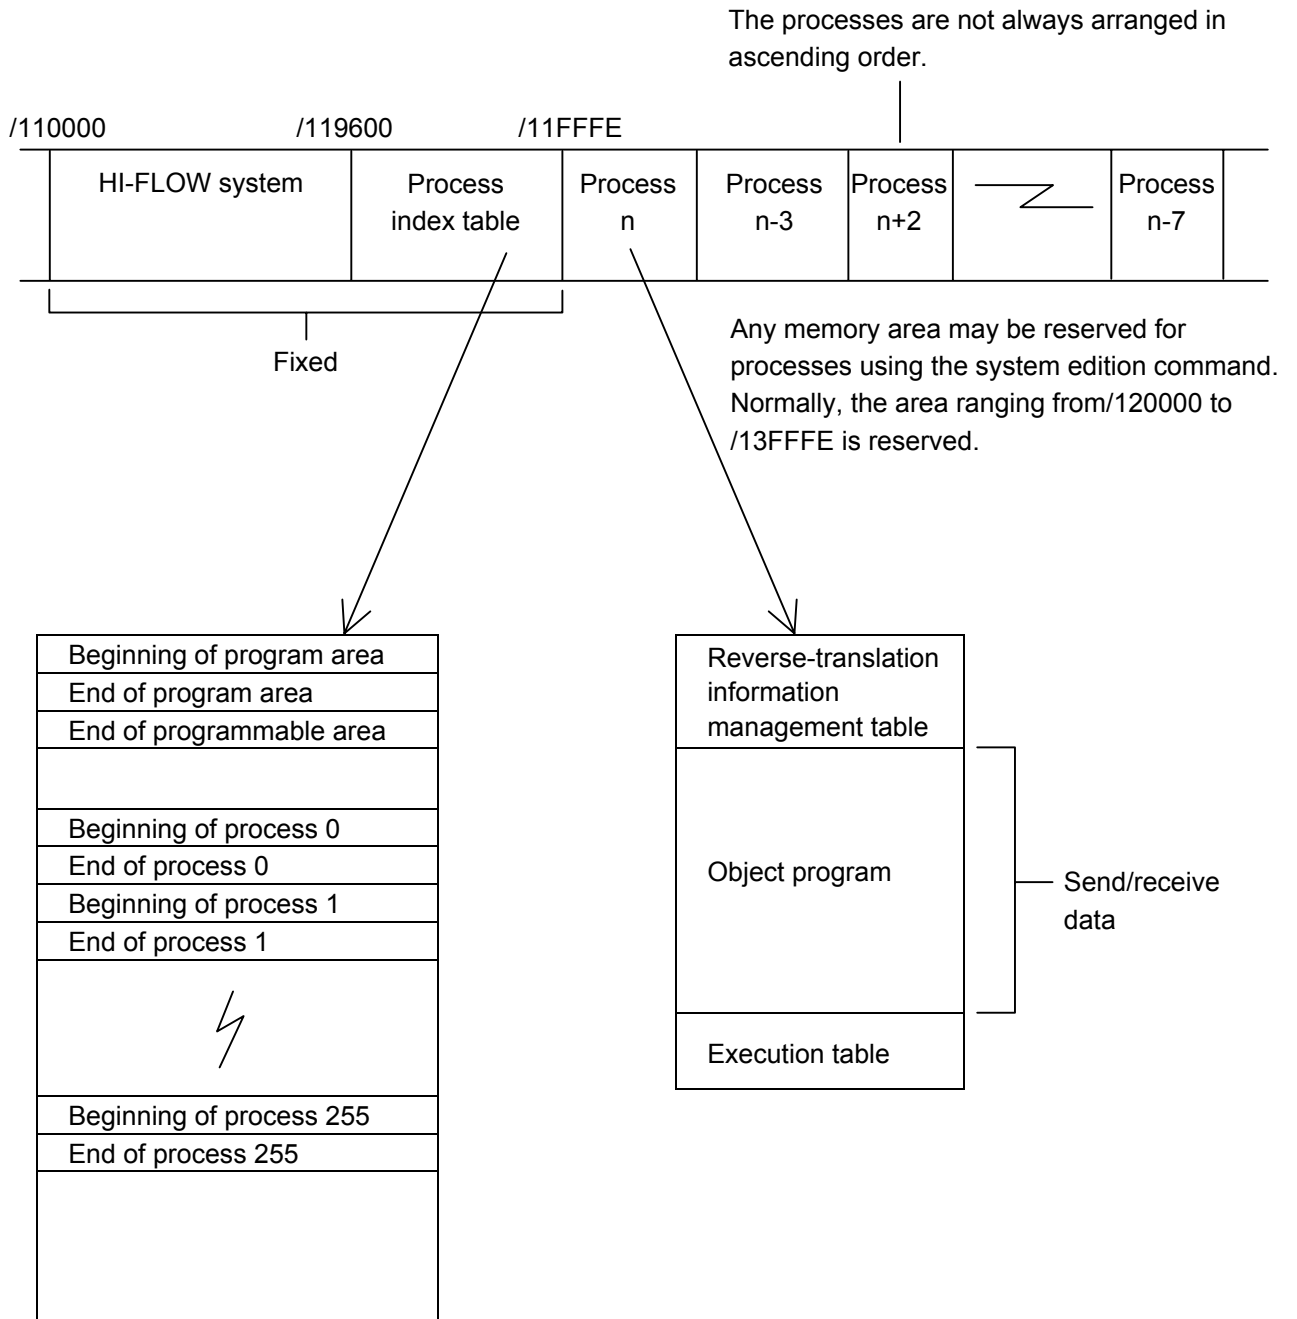 The processes are not always arranged in
ascending order.
/110000
/119600
/11FFFE
HI-FLOW system
Process
index table
Process
n
Process
n-3
Process
n+2
Process
n-7
Fixed
Any memory area may be reserved for
processes using the system edition command.
Normally, the area ranging from/120000 to
/13FFFE is reserved.
Beginning of program area
End of program area
End of programmable area
Beginning of process 0
End of process 0
Beginning of process 1
End of process 1
Beginning of process 255
End of process 255
Reverse-translation
information
management table
Object program
Execution table
Send/receive
data